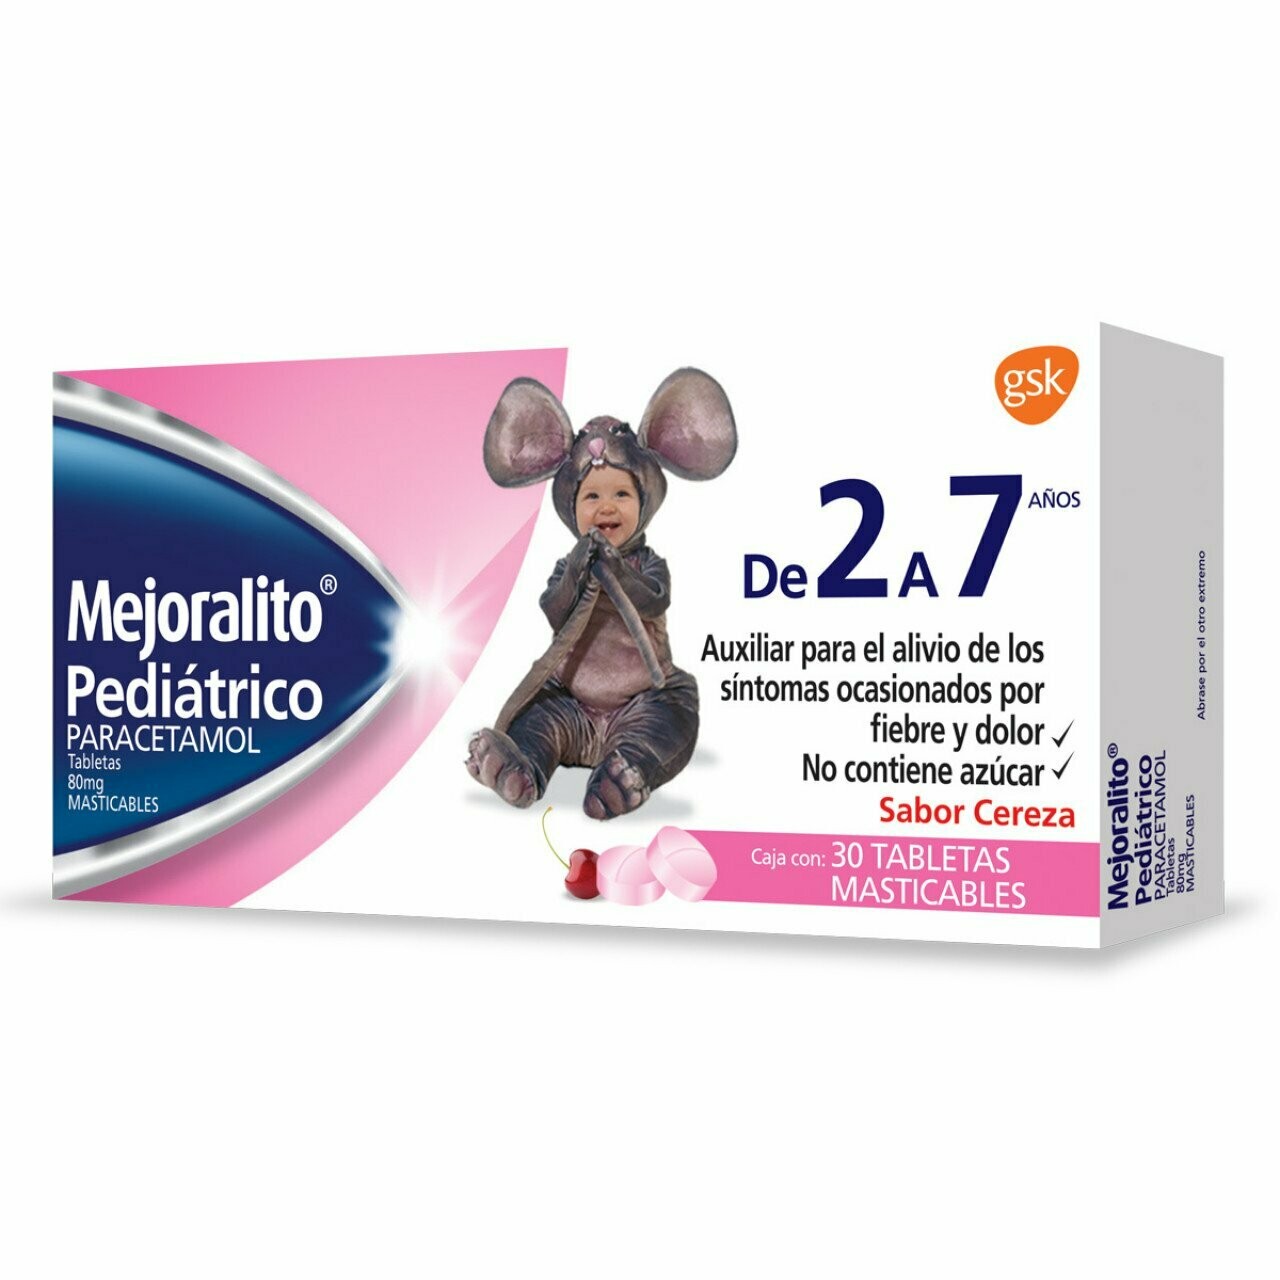 gsk
De 2 A 7 AÑOS
Mejoralito®
Pediátrico
PARACETAMOL
Tabletas
80mg
MASTICABLES
Auxiliar para el alivio de los
síntomas ocasionados por
fiebre y dolor ✓
No contiene azúcar ✓
Sabor Cereza
Caja con: 30 TABLETAS
MASTICABLES
Abrase por el otro extremo
Mejoralito®
Pediátrico
PARACETAMOL
Tabletas
80mg
MASTICABLES